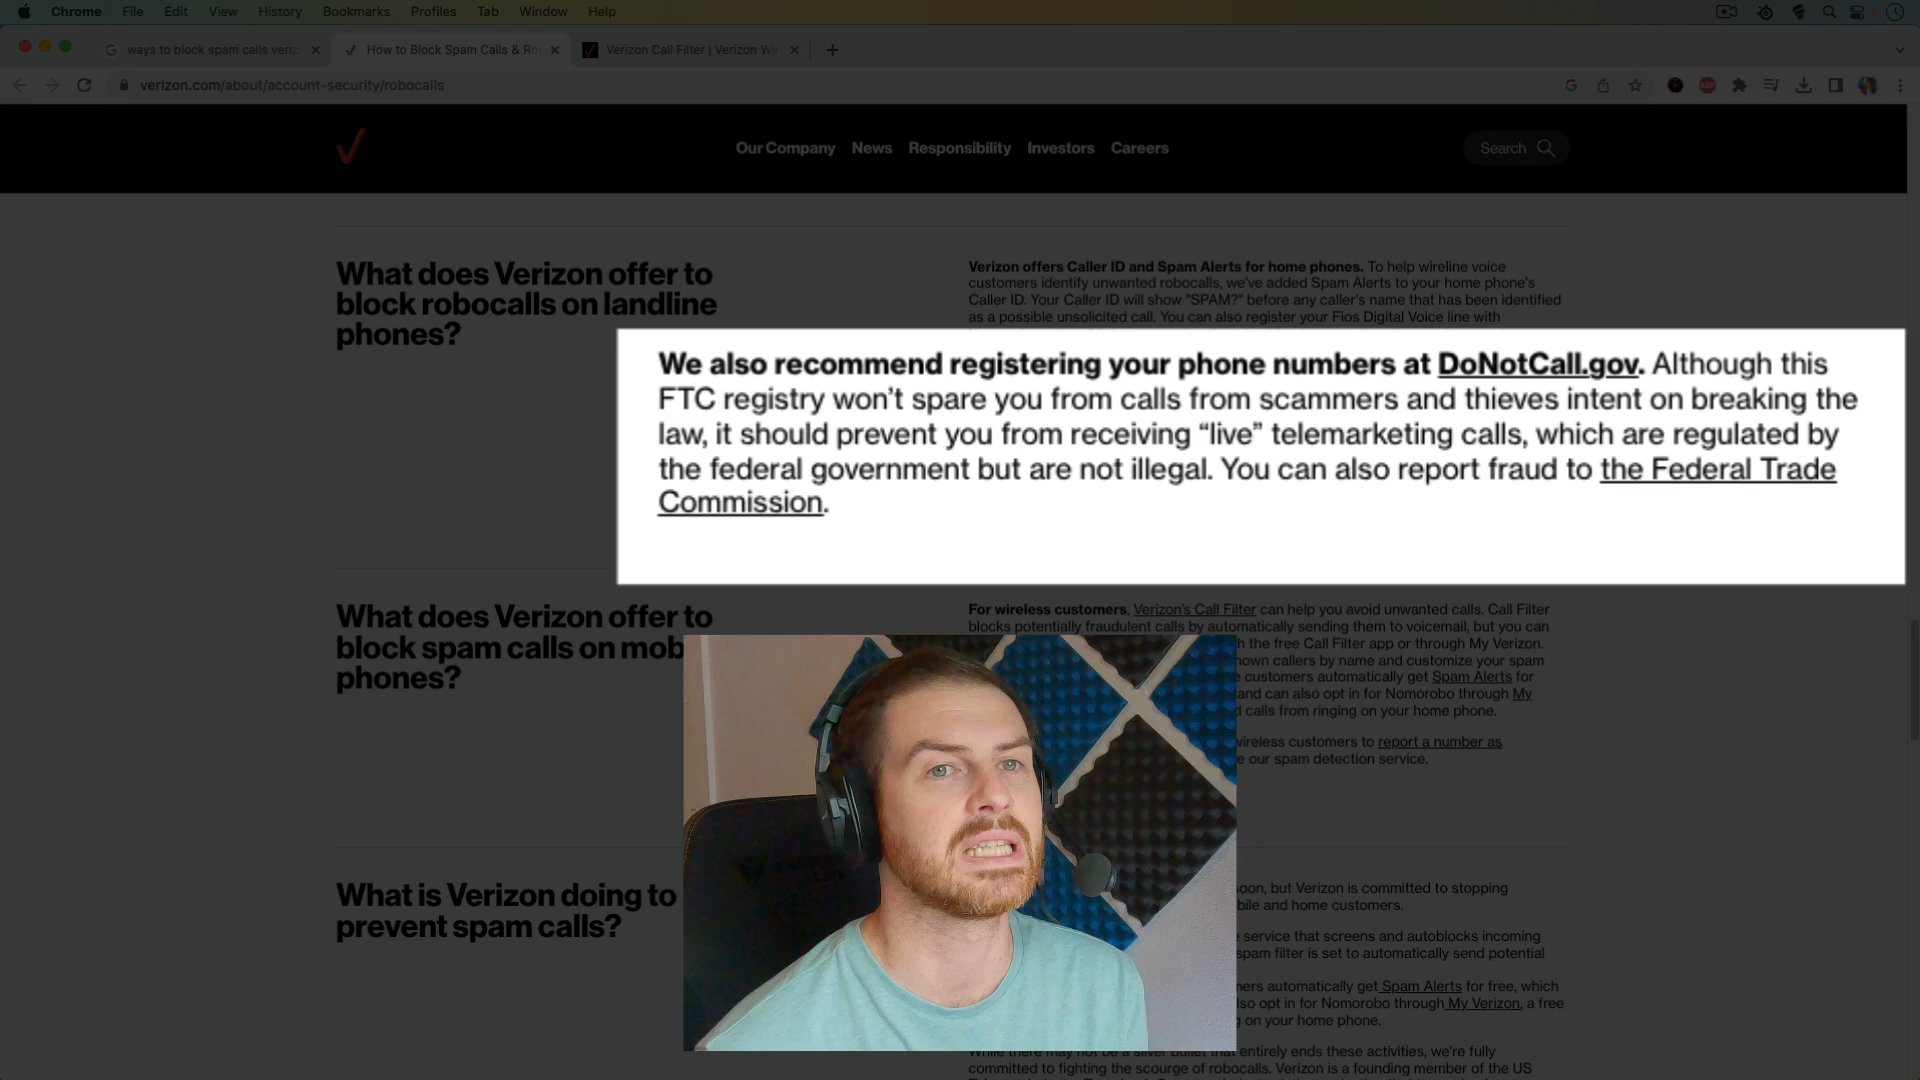 Chrome File Edit View History Bookmarks Profiles Tab Window Help
ways to block spam calls veriz
How to Block Spam Calls & Ro
Verizon Call Filter | Verizon Wi
verizon.com/about/account-security/robocalls
Our Company News Responsibility Investors Careers
Search
What does Verizon offer to
block robocalls on landline
phones?
Verizon offers Caller ID and Spam Alerts for home phones. To help wireline voice
customers identify unwanted robocalls, we've added Spam Alerts to your home phone's
Caller ID. Your Caller ID will show "SPAM?" before any caller's name that has been identified
as a possible unsolicited call. You can also register your Fios Digital Voice line with
We also recommend registering your phone numbers at DoNotCall.gov. Although this
FTC registry won't spare you from calls from scammers and thieves intent on breaking the
law, it should prevent you from receiving “live” telemarketing calls, which are regulated by
the federal government but are not illegal. You can also report fraud to the Federal Trade
Commission.
What does Verizon offer to
block spam calls on mob
phones?
For wireless customers, Verizon's Call Filter can help you avoid unwanted calls. Call Filter
blocks potentially fraudulent calls by automatically sending them to voicemail, but you can
h the free Call Filter app or through My Verizon.
own callers by name and customize your spam
customers automatically get Spam Alerts for
and can also opt in for Nomorobo through My
d calls from ringing on your home phone.
wireless customers to report a number as
e our spam detection service.
What is Verizon doing to
prevent spam calls?
soon, but Verizon is committed to stopping
bile and home customers.
service that screens and autoblocks incoming
spam filter is set to automatically send potential
ners automatically get Spam Alerts for free, which
lso opt in for Nomorobo through My Verizon, a free
g on your home phone.
While there may not be a silver bullet that entirely ends these activities, we're fully
committed to fighting the scourge of robocalls. Verizon is a founding member of the US